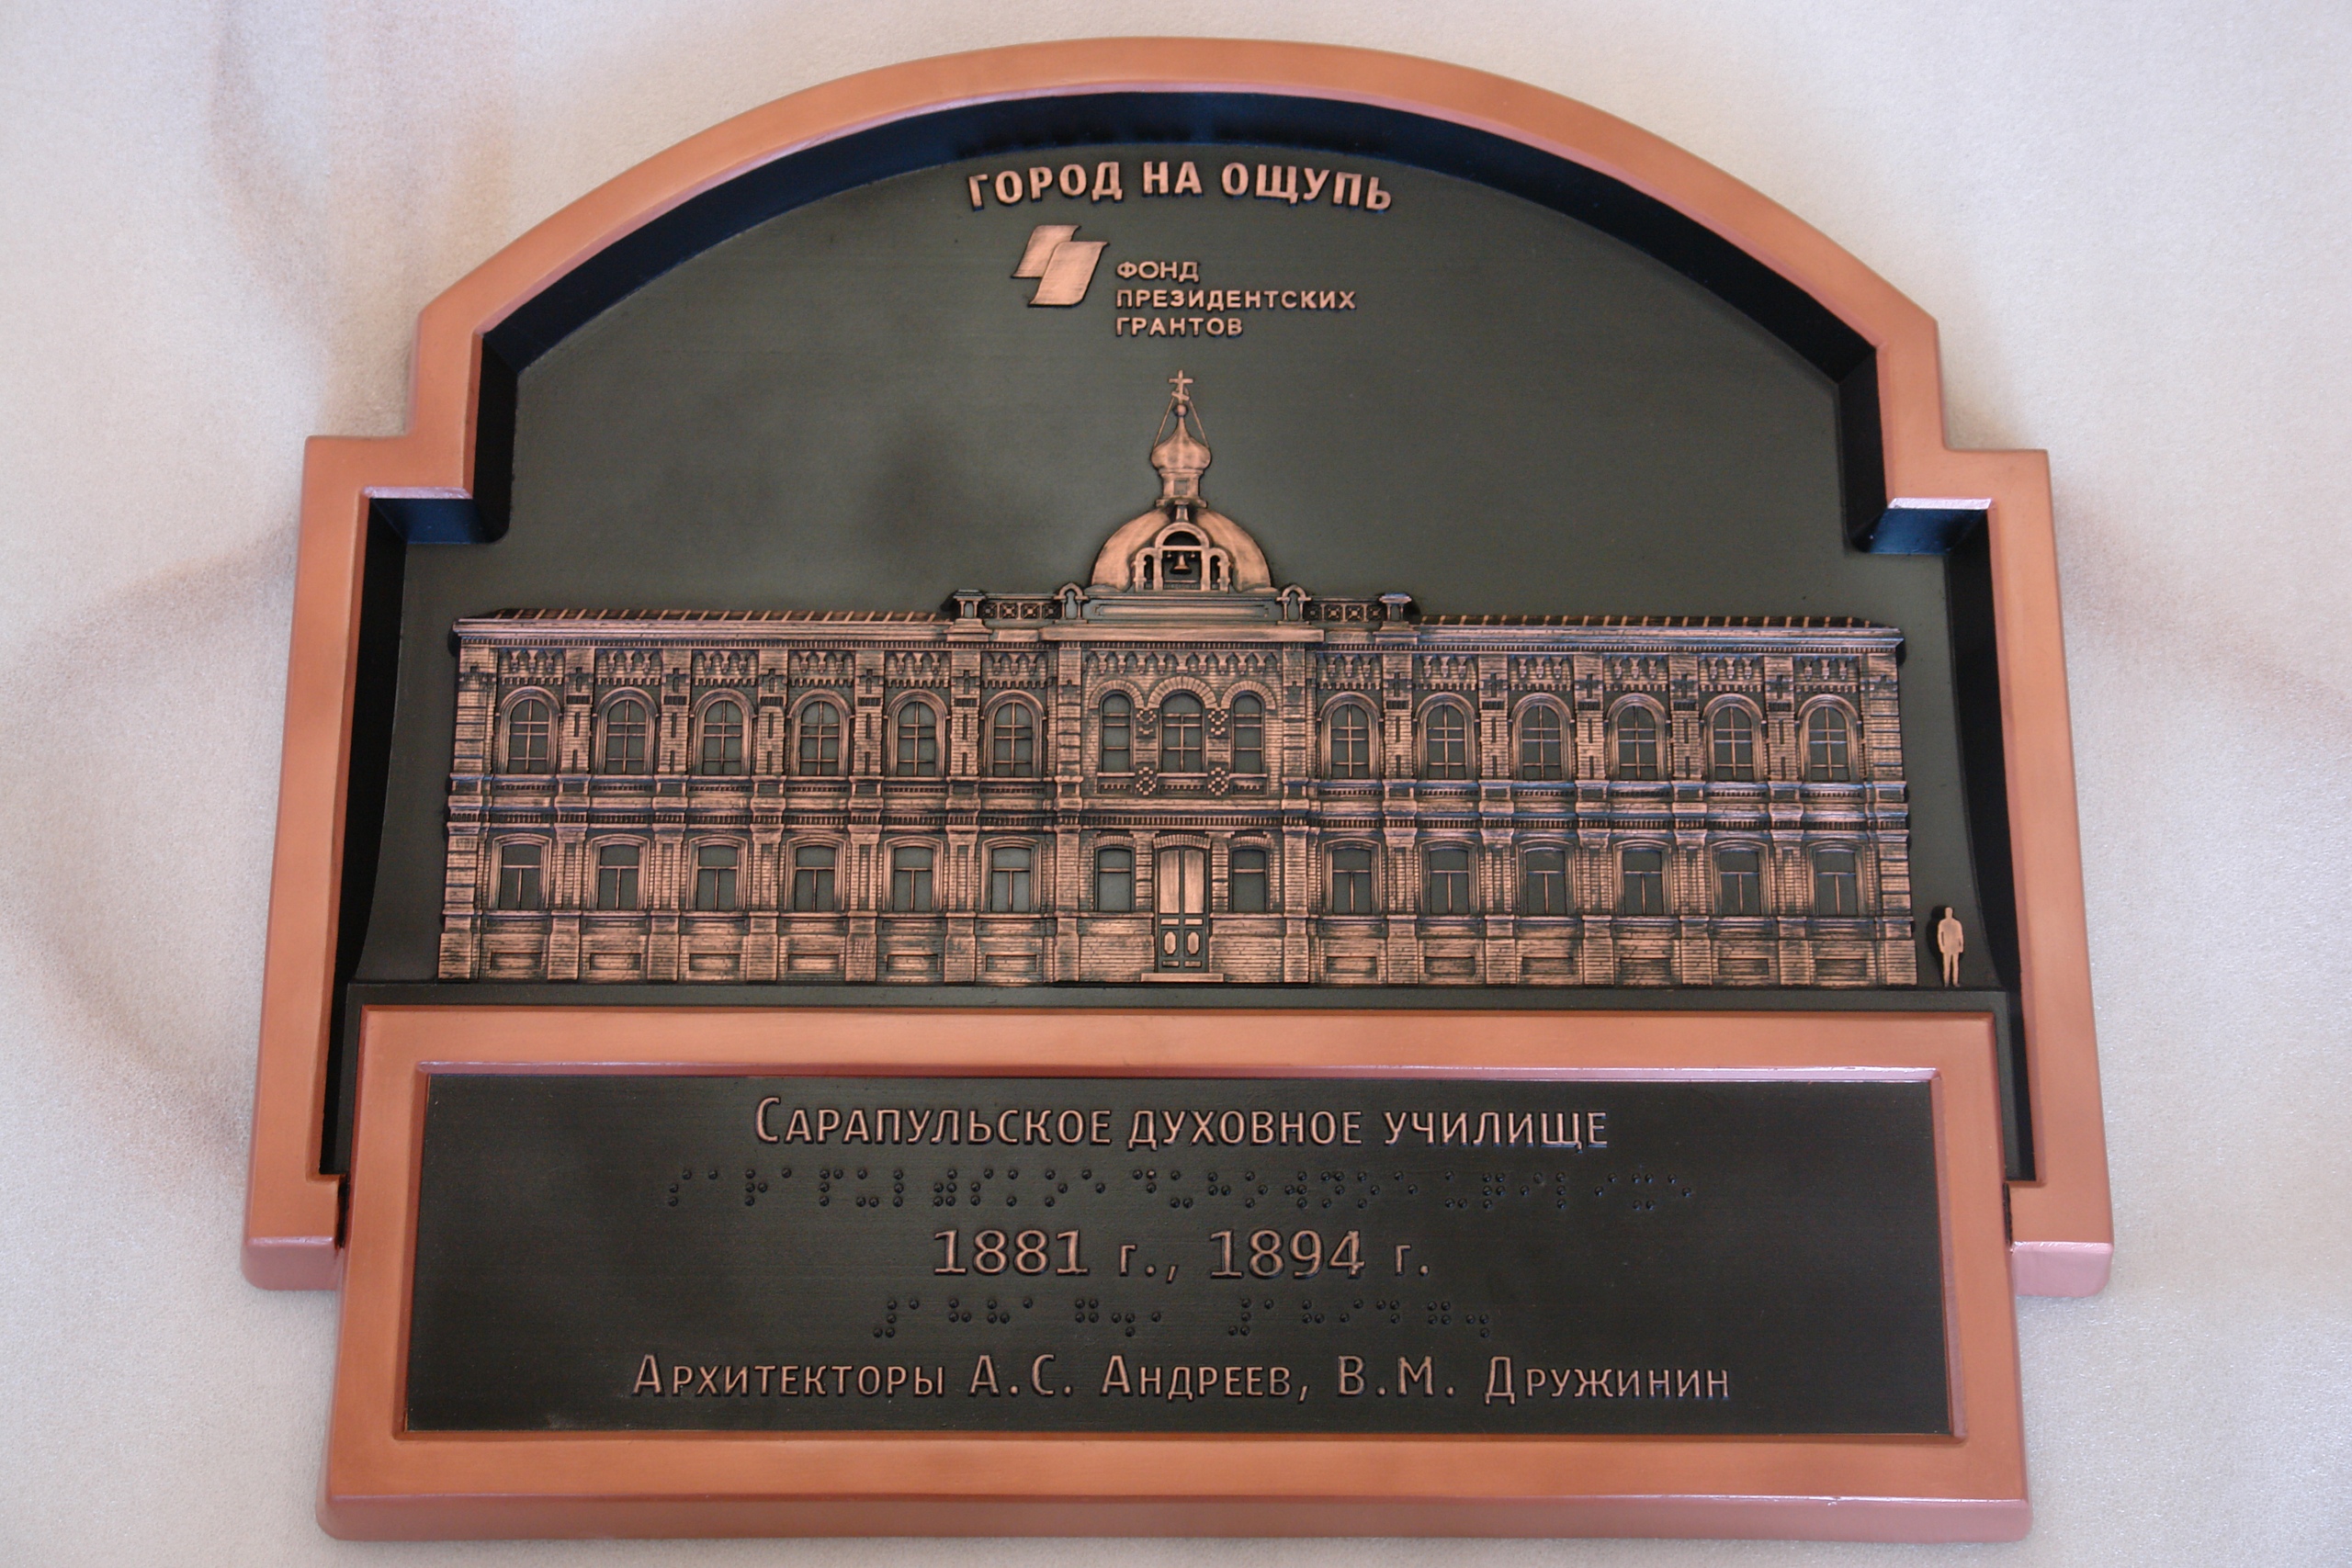 ГОРОД НА ОЩУПЬ
ФОНД
ПРЕЗИДЕНТСКИХ
ГРАНТОВ
САРАПУЛЬСКОЕ ДУХОВНОЕ УЧИЛИЩЕ
1881 г., 1894 г.
АРХИТЕКТОРЫ А.С. АНДРЕЕВ, В.М. ДРУЖИНИН